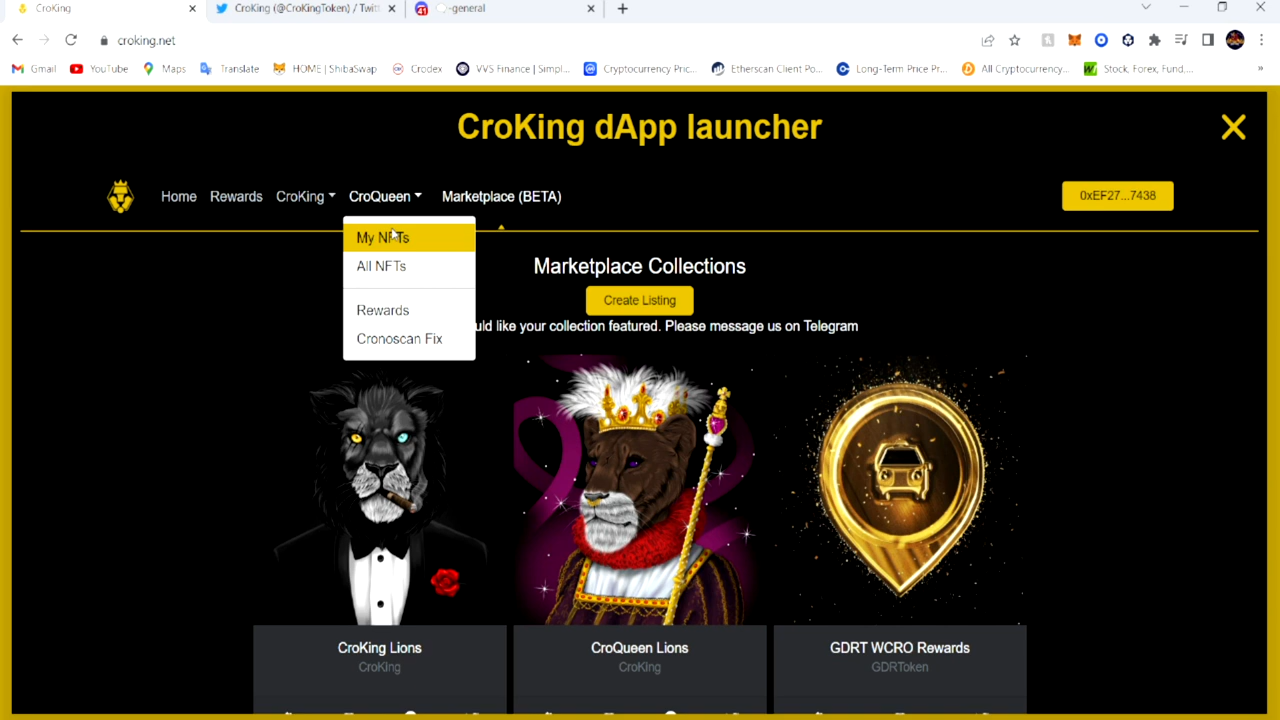 CroKing
CroKing (@CroKingToken) / Twitt
41
-general
croking.net
Gmail
YouTube
Maps
Translate
HOME | ShibaSwap
Crodex
VVS Finance | Simpl...
Cryptocurrency Pric...
Etherscan Client Po...
Long-Term Price Pr...
All Cryptocurrency...
Stock, Forex, Fund,...
»
CroKing dApp launcher
Home
Rewards
CroKing
CroQueen
Marketplace (BETA)
0xEF27...7438
My NFTs
All NFTs
Rewards
Cronoscan Fix
Marketplace Collections
Create Listing
uld like your collection featured. Please message us on Telegram
CroKing Lions
CroKing
CroQueen Lions
CroKing
GDRT WCRO Rewards
GDRToken